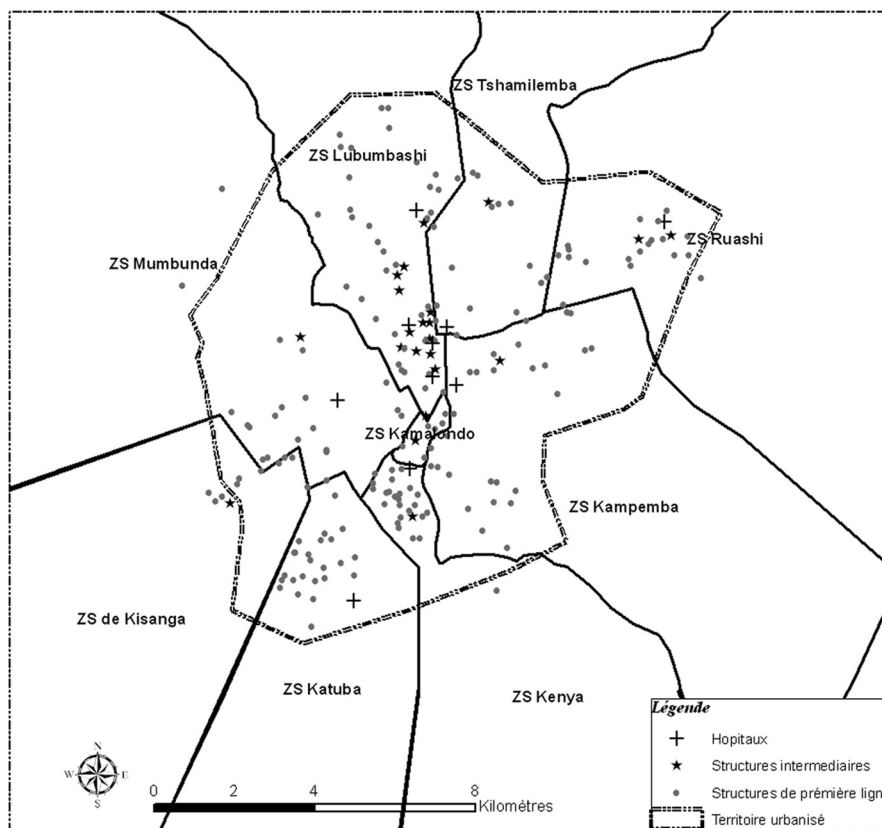 ZS Tshamilemba
ZS Lubumbashi
ZS Ruashi
ZS Mumbunda
ZS Kamalondo
ZS Kampemba
ZS de Kisanga
ZS Katuba
ZS Kenya
Légende
Hopitaux
Structures intermediaires
Structures de prémière lign
Territoire urbanisé
N
W E
S
0 2 4 8
Kilomètres